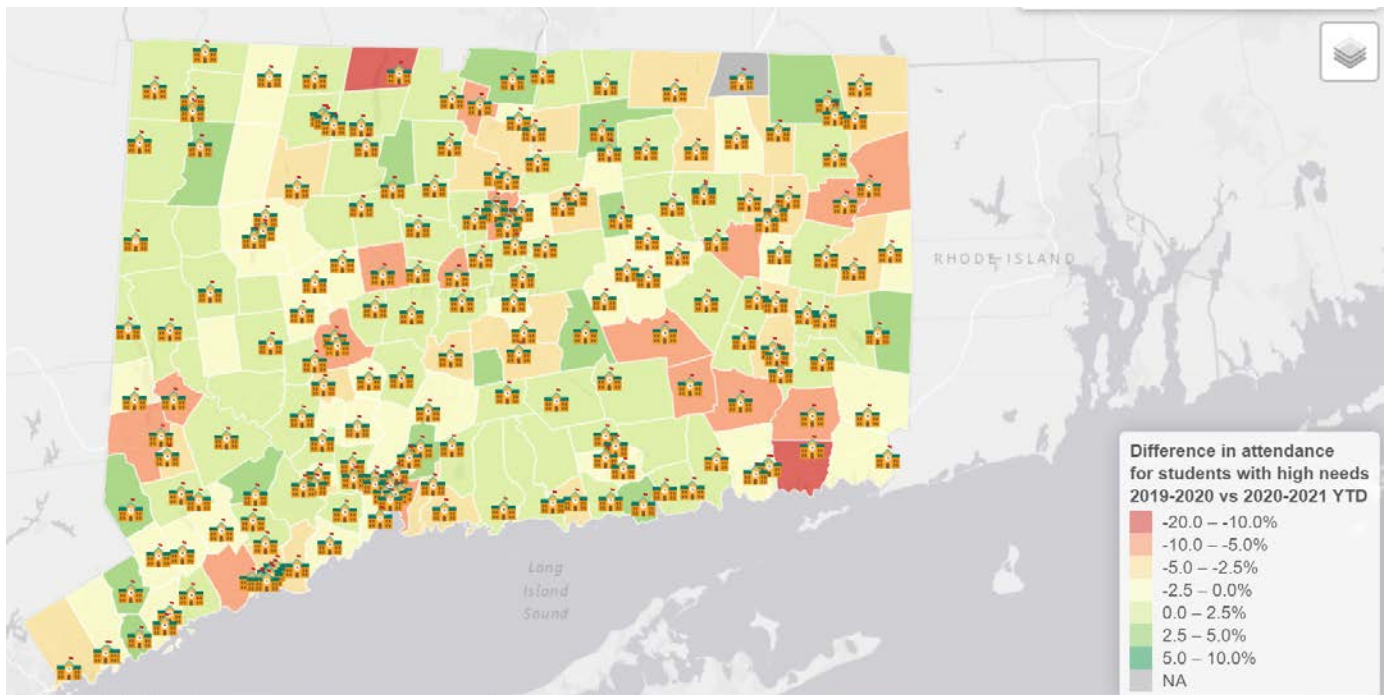 RHODE ISLAND
Long
Island
Sound
Difference in attendance
for students with high needs
2019-2020 vs 2020-2021 YTD
-20.0 – -10.0%
-10.0 – -5.0%
-5.0 – -2.5%
-2.5 – 0.0%
0.0 – 2.5%
2.5 – 5.0%
5.0 – 10.0%
NA